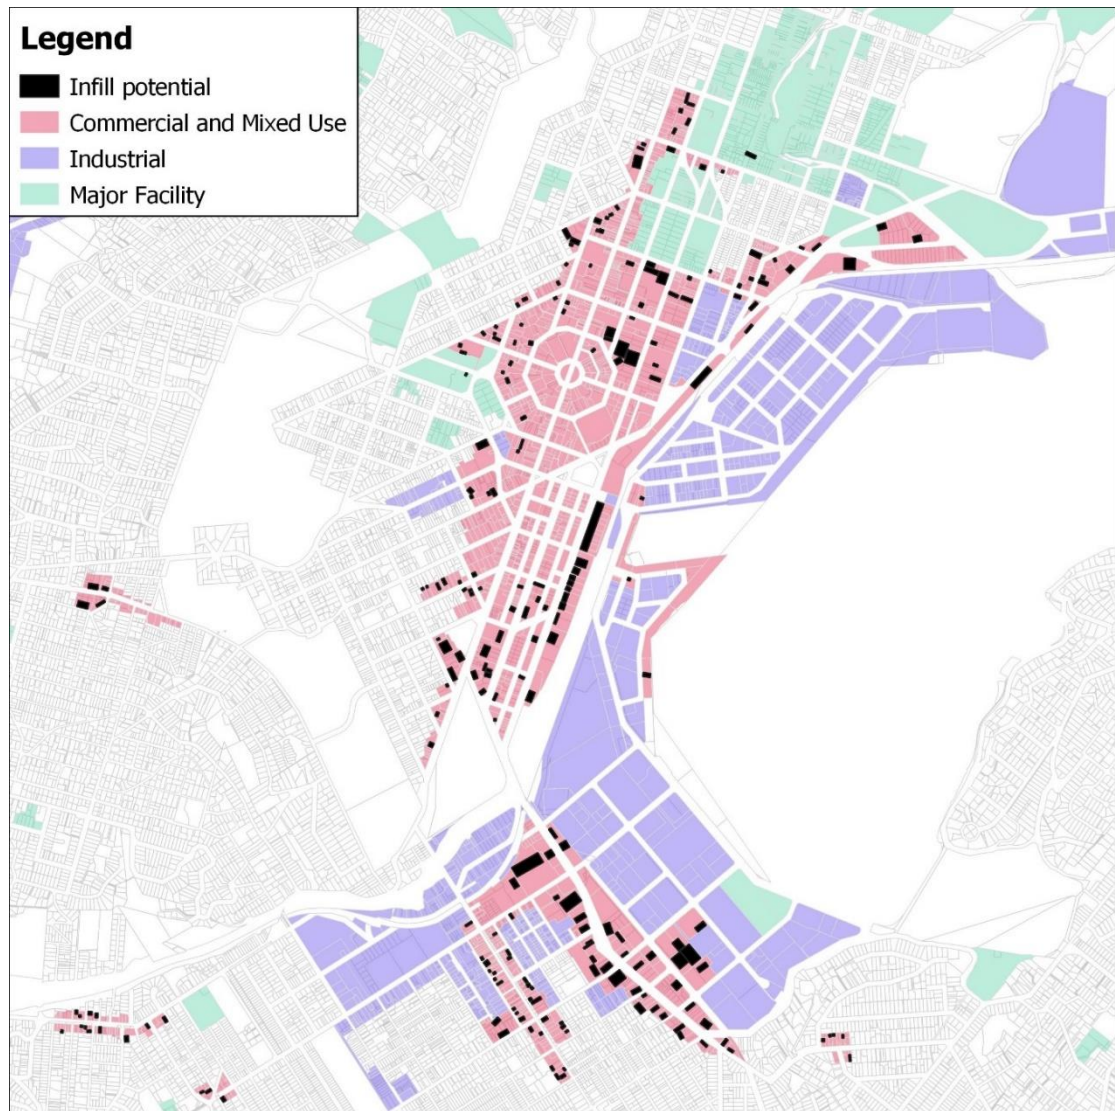 Legend
Infill potential
Commercial and Mixed Use
Industrial
Major Facility